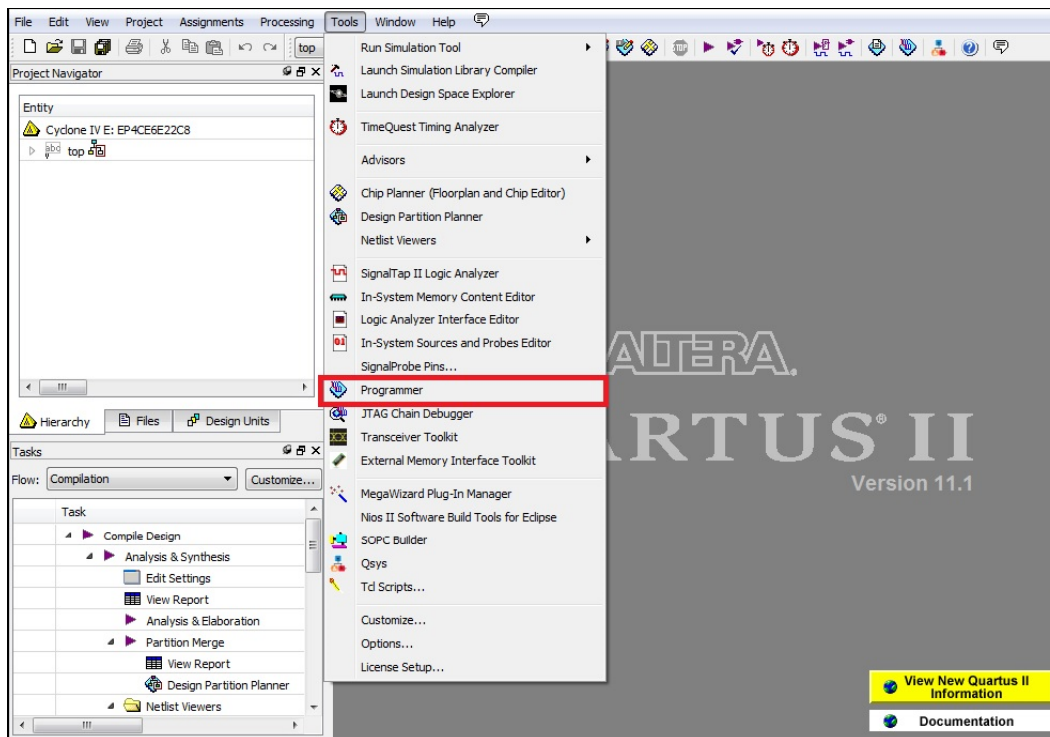 File Edit View Project Assignments Processing Tools Window Help
top
Project Navigator
Entity
Cyclone IV E: EP4CE6E22C8
abc top
Hierarchy Files Design Units
Tasks
Flow: Compilation Customize...
Task
Compile Design
Analysis & Synthesis
Edit Settings
View Report
Analysis & Elaboration
Partition Merge
View Report
Design Partition Planner
Netlist Viewers
Run Simulation Tool
Launch Simulation Library Compiler
Launch Design Space Explorer
TimeQuest Timing Analyzer
Advisors
Chip Planner (Floorplan and Chip Editor)
Design Partition Planner
Netlist Viewers
SignalTap II Logic Analyzer
In-System Memory Content Editor
Logic Analyzer Interface Editor
In-System Sources and Probes Editor
SignalProbe Pins...
Programmer
JTAG Chain Debugger
Transceiver Toolkit
External Memory Interface Toolkit
MegaWizard Plug-In Manager
Nios II Software Build Tools for Eclipse
SOPC Builder
Qsys
Tcl Scripts...
Customize...
Options...
License Setup...
ALTERA.
RTUS® II
Version 11.1
View New Quartus II
Information
Documentation